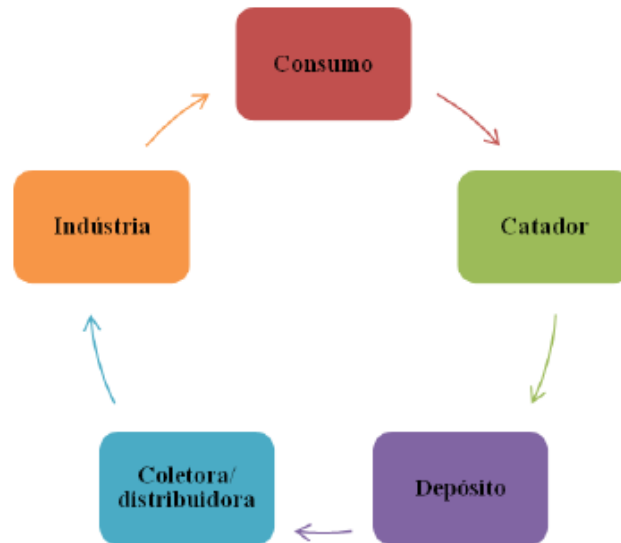 Consumo
Catador
Depósito
Coletora/
distribuidora
Indústria